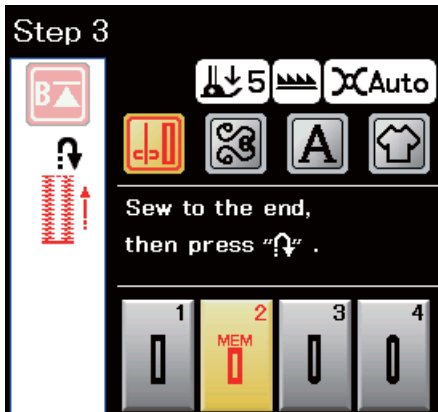 Step 3
B
5
Auto
A
Sew to the end,
then press "".
1
2
3
4
MEM